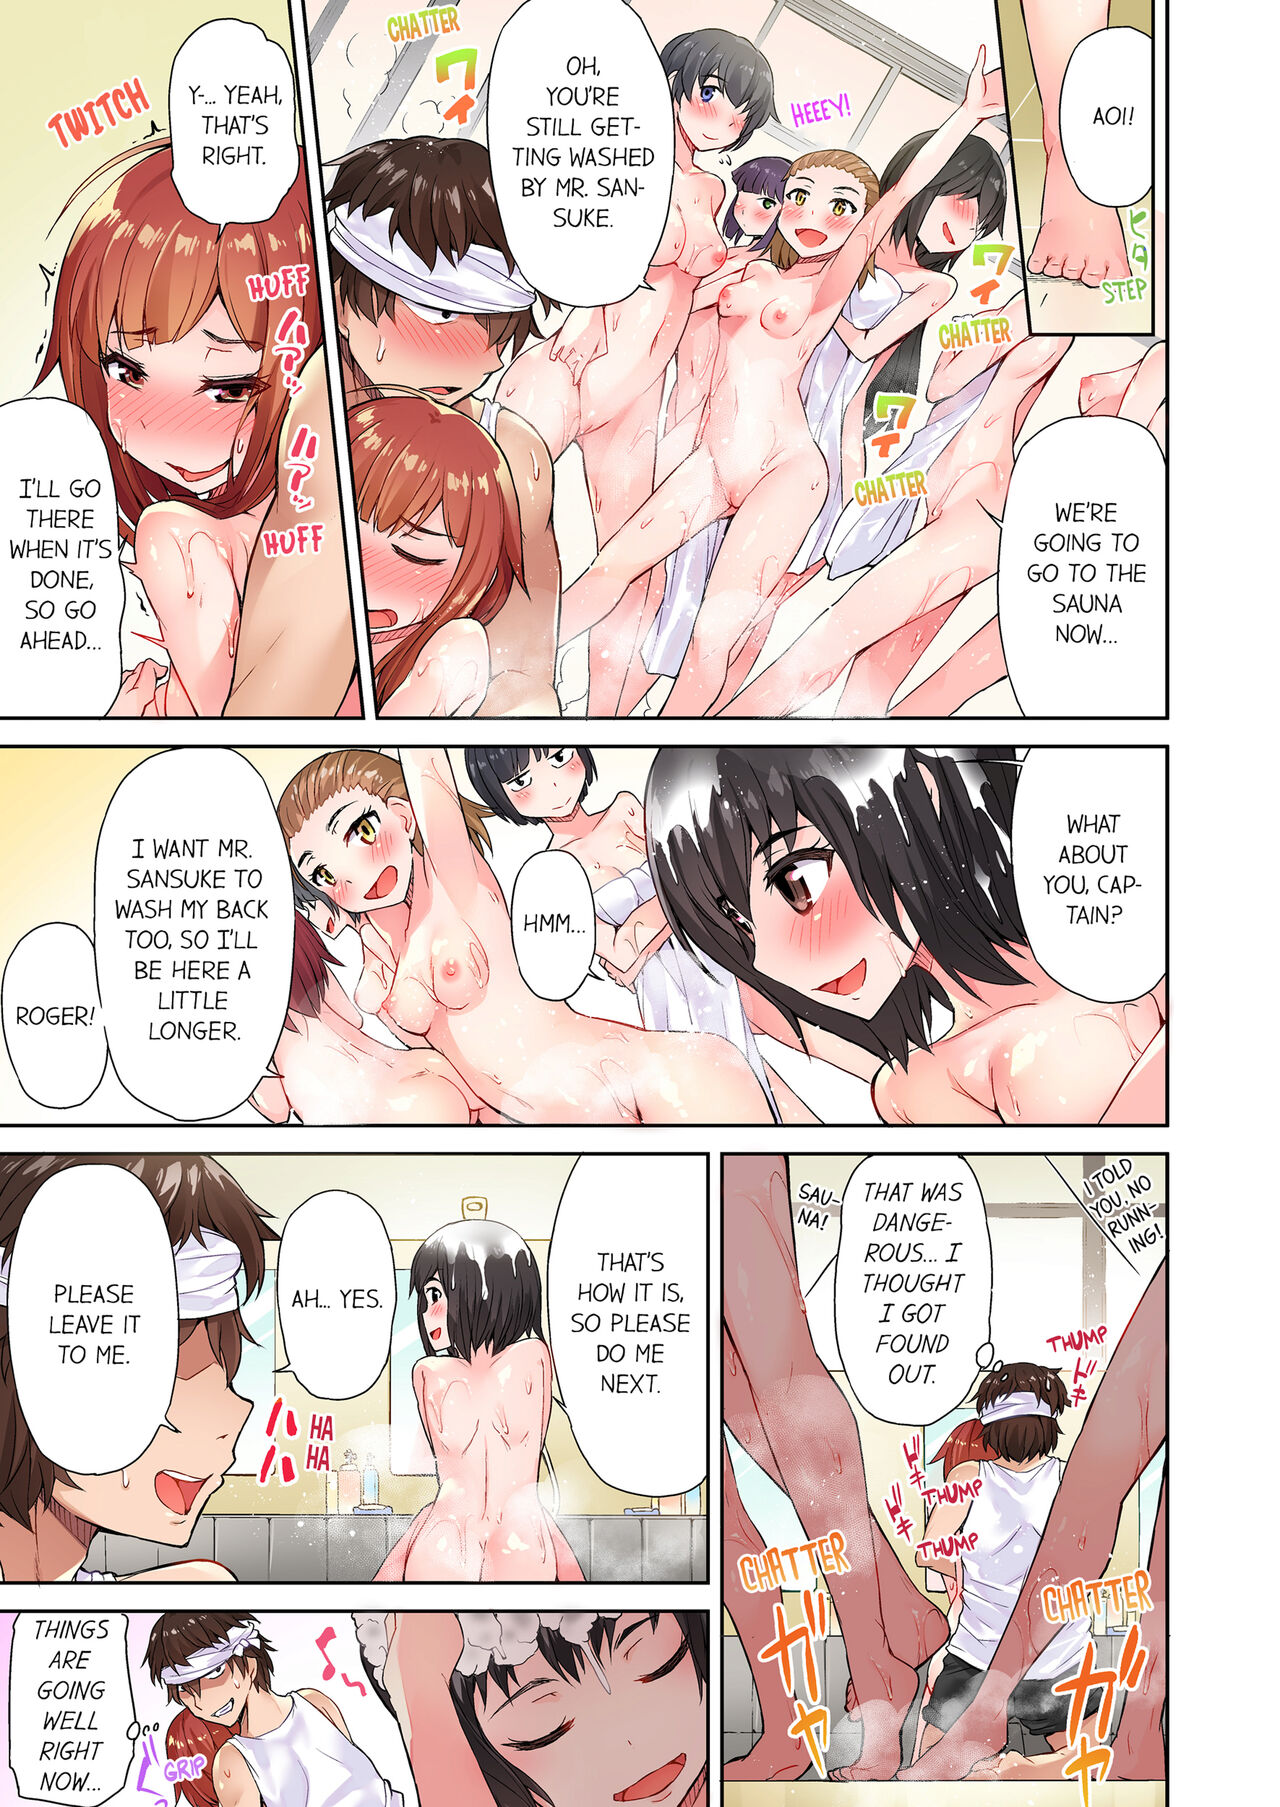 AOI!
ヒタ
STEP
HEEEY!
CHATTER
ワイ
OH,
YOU'RE
STILL GET-
TING WASHED
BY MR. SAN-
SUKE.
ワイ
CHATTER
ワイ
CHATTER
WE'RE
GOING TO
GO TO THE
SAUNA
NOW...
Y-... YEAH,
THAT'S
RIGHT.
TWITCH
HUFF
ハアッ
ハアッ
HUFF
I'LL GO
THERE
WHEN IT'S
DONE,
SO GO
AHEAD...
WHAT
ABOUT
YOU, CAP-
TAIN?
HMM...
I WANT MR.
SANSUKE TO
WASH MY BACK
TOO, SO I'LL
BE HERE A
LITTLE
LONGER.
ROGER!
I TOLD
YOU, NO
RUNN-
ING!
SAU-
NA!
THAT WAS
DANGE-
ROUS... I
THOUGHT
I GOT
FOUND
OUT.
THUMP
ドキ
ドキ
THUMP
ドキ
THUMP
CHATTER
ガヤ
CHATTER
ガヤ
THAT'S
HOW IT IS,
SO PLEASE
DO ME
NEXT.
AH... YES.
PLEASE
LEAVE IT
TO ME.
ハハ
HA
HA
THINGS
ARE
GOING
WELL
RIGHT
NOW...
GRIP